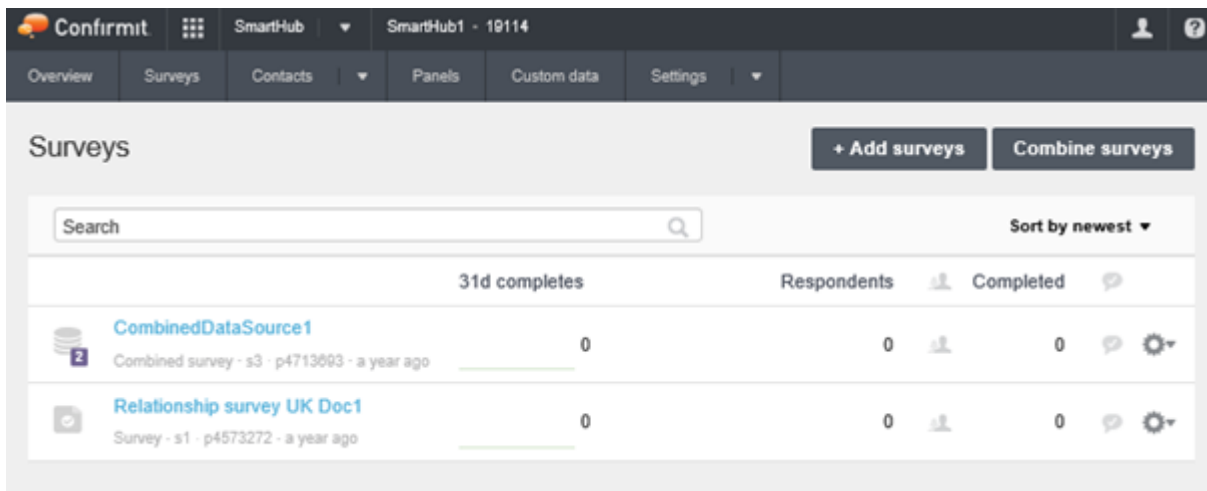 Confirmit SmartHub SmartHub1 - 19114 ?
Overview Surveys Contacts Panels Custom data Settings
Surveys + Add surveys Combine surveys
Search Sort by newest
31d completes Respondents Completed
CombinedDataSource1
2 0 0 0
Combined survey · s3 · p4713693 · a year ago
Relationship survey UK Doc1
0 0 0
Survey · s1 · p4573272 · a year ago